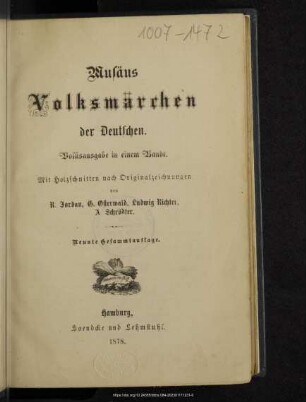 1007-1472
Musäus
Volksmärchen
der Deutschen.
Volksausgabe in einem Bande.
Mit Holzschnitten nach Originalzeichnungen
von
R. Jordan, G. Osterwald, Ludwig Richter,
A. Schrödter.
Neunte Gesammtauflage.
Hamburg,
Boendcke und Lehmkuhl.
1878.